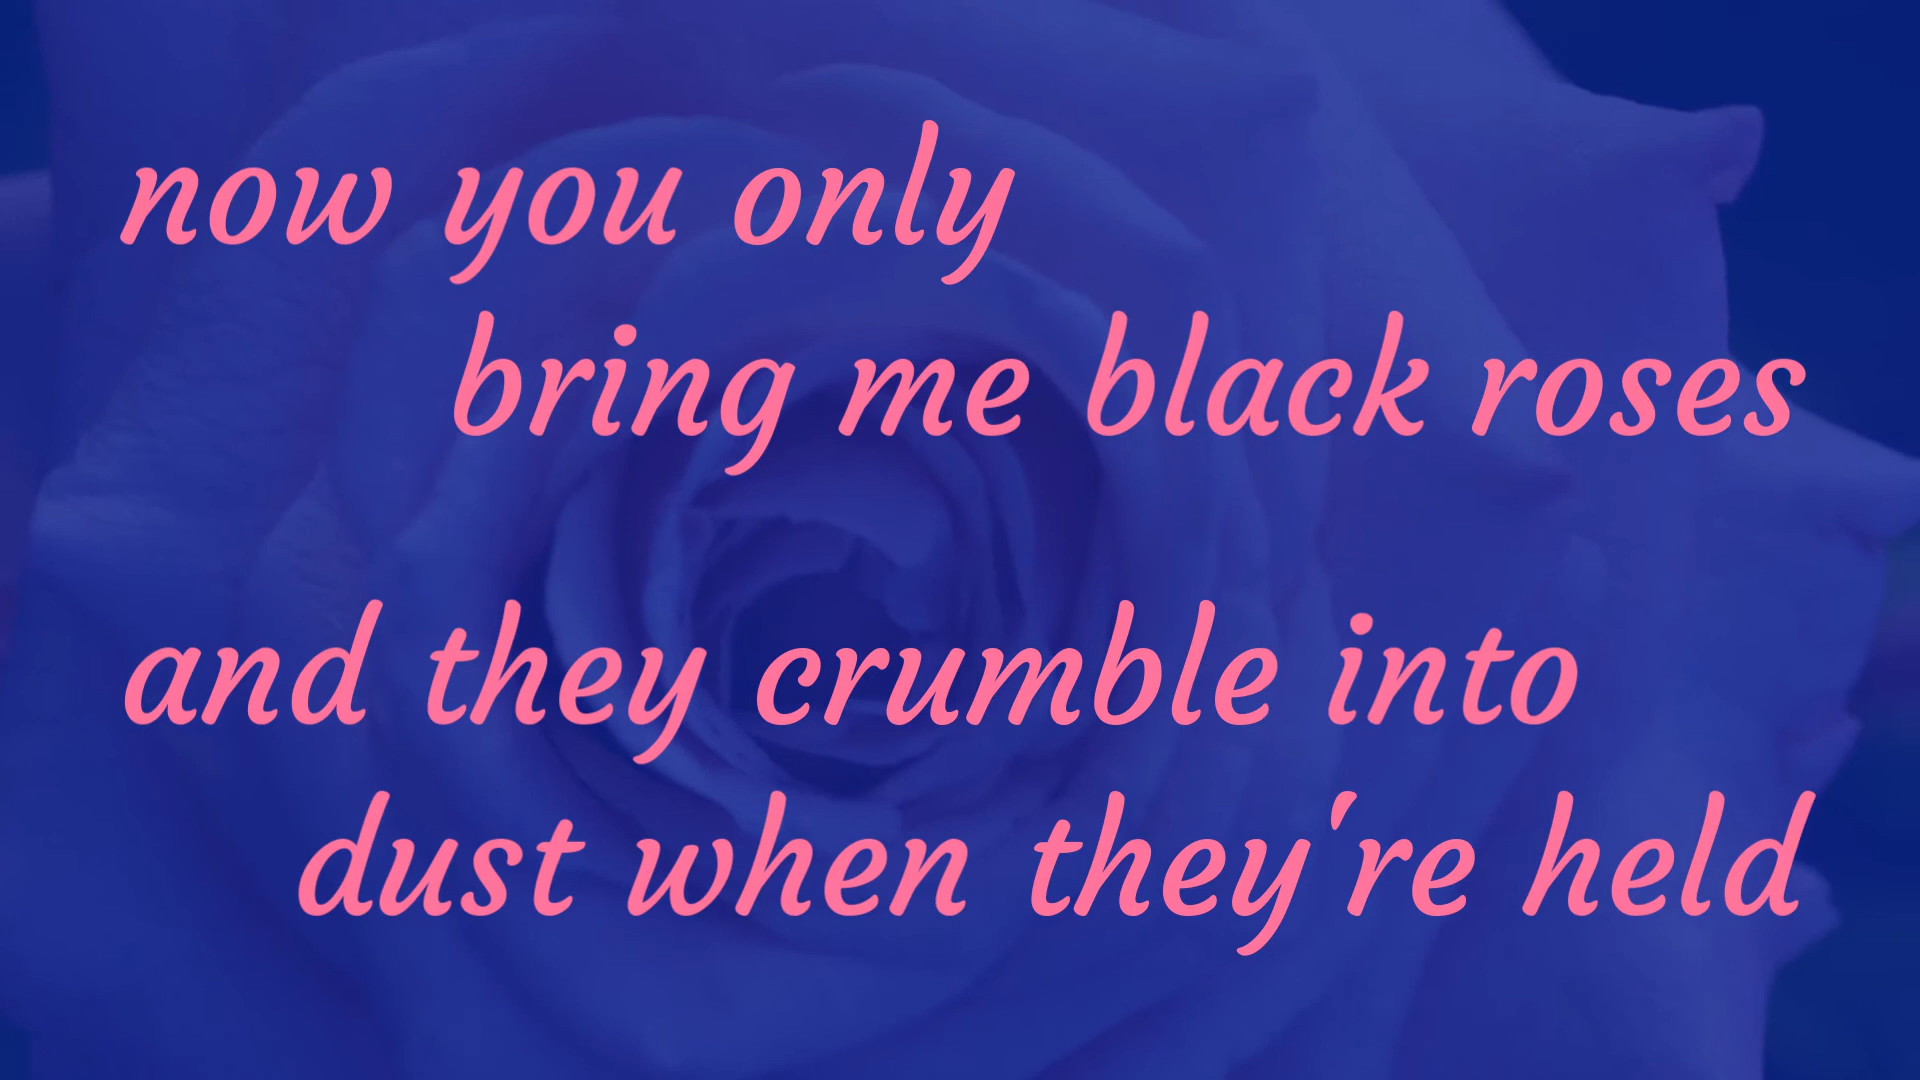 now you only
bring me black roses
and they crumble into
dust when they're held